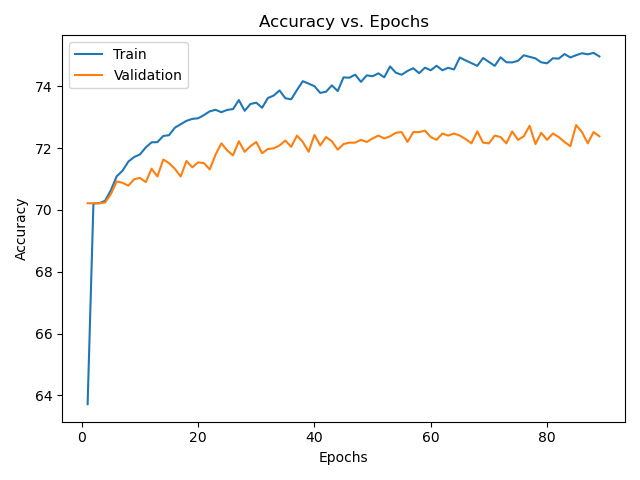 Accuracy vs. Epochs
Train
Validation
Accuracy
74
72
70
68
66
64
0 20 40 60 80
Epochs